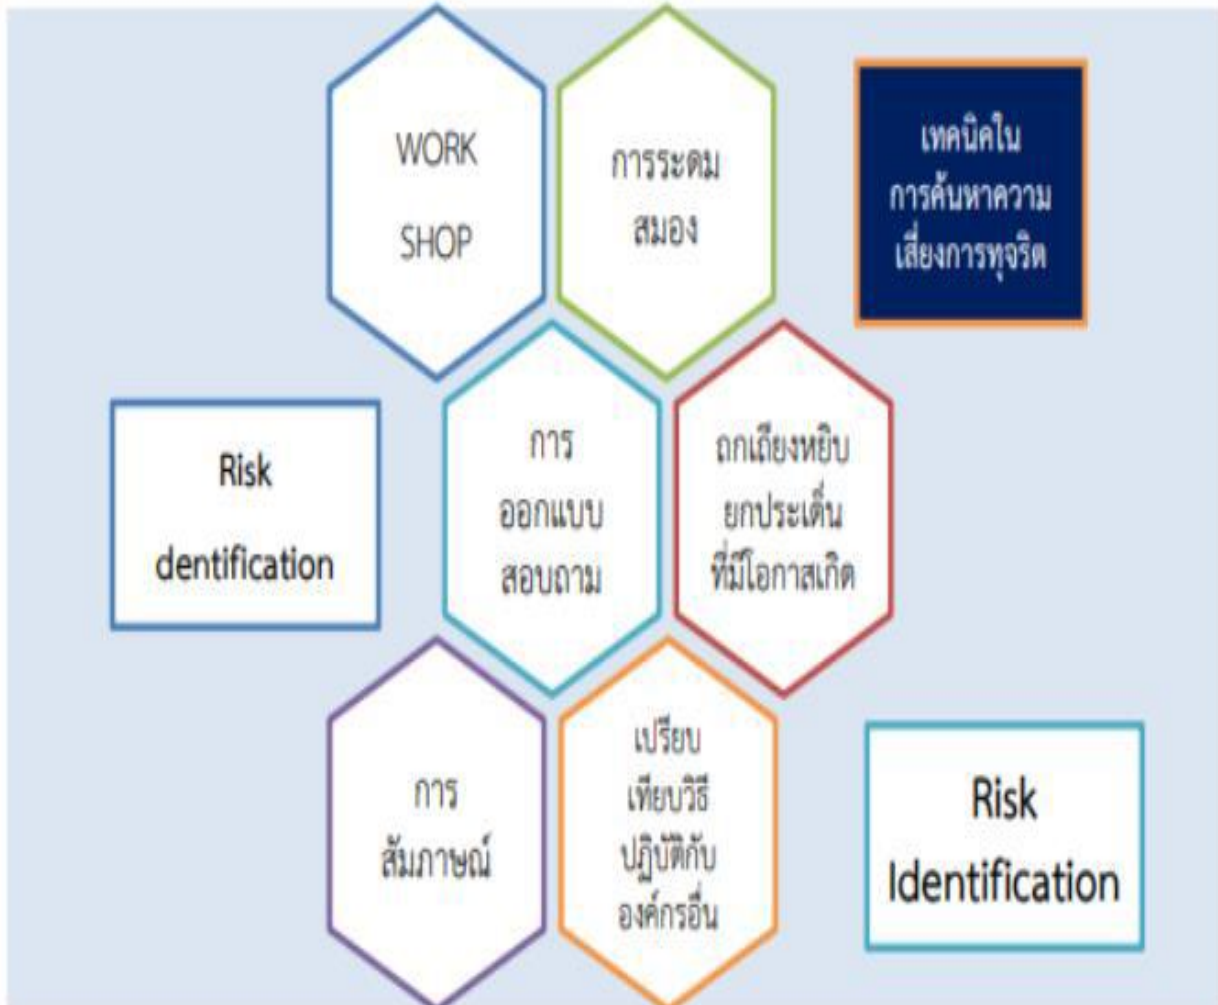 WORK
SHOP
การระดม
สมอง
เทคนิคใน
การค้นหาความ
เสี่ยงการทุจริต
Risk
dentification
การ
ออกแบบ
สอบถาม
ถกเถียงหยิบ
ยกประเด็น
ที่มีโอกาสเกิด
การ
สัมภาษณ์
เปรียบ
เทียบวิธี
ปฏิบัติกับ
องค์กรอื่น
Risk
Identification